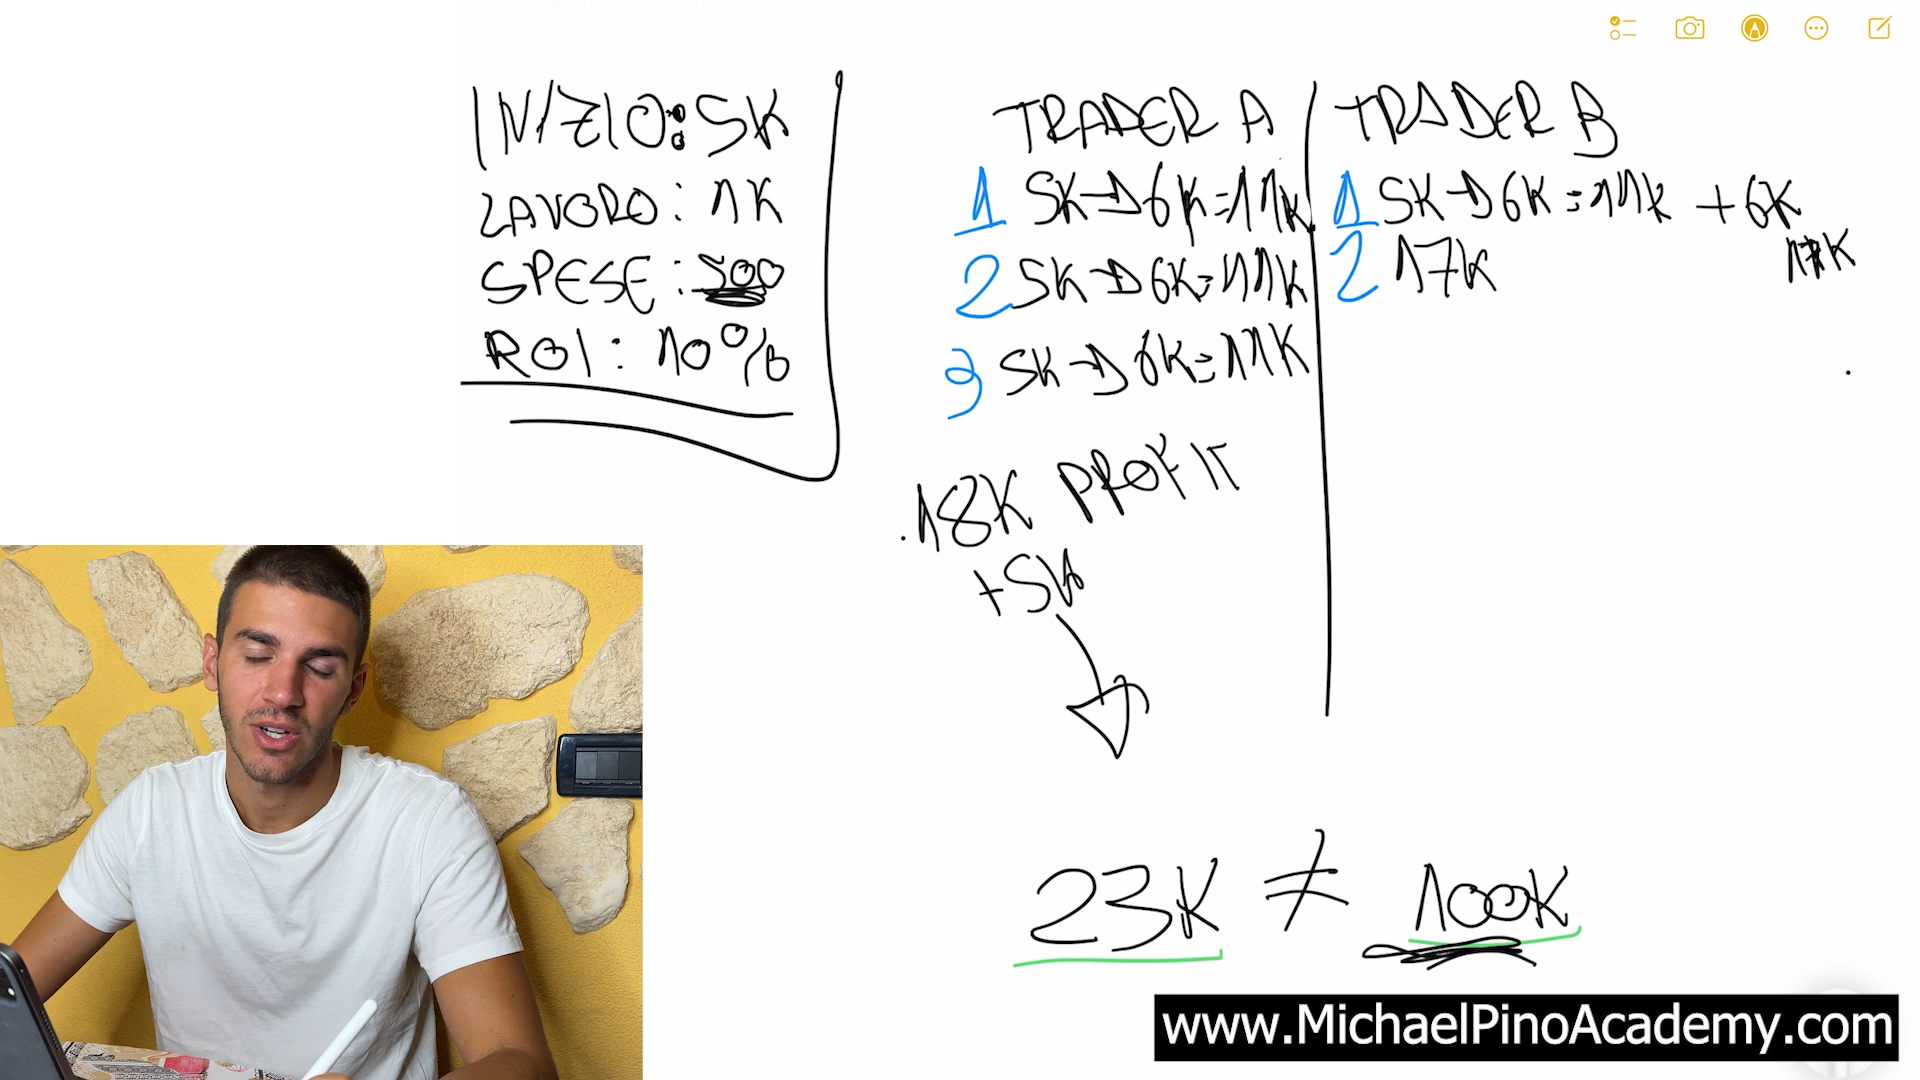 INIZIO: 5K
LAVORO: 1K
SPESE: 500
ROI: 10%
TRADER A
1 5K → 6K = 11K
2 5K → 6K = 11K
3 5K → 6K = 11K
18K PROFIT
+5K
TRADER B
1 5K → 6K = 11K + 6K
17K
2 17K
23K ≠ 100K
www.MichaelPinoAcademy.com